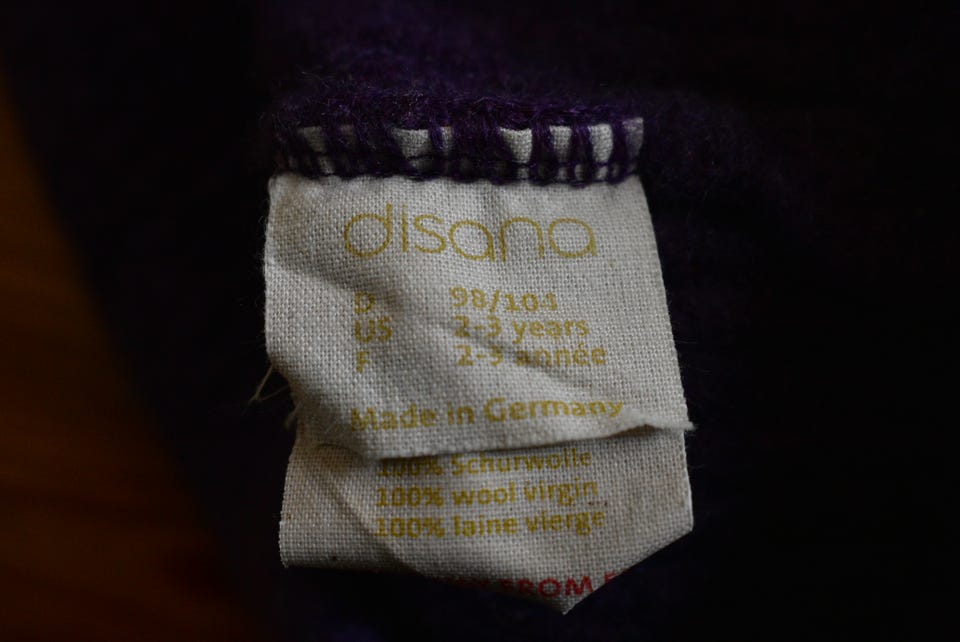 disana
D 98/104
US 2-3 years
F 2-3 année
Made in Germany
100% Schurwolle
100% wool virgin
100% laine vierge
FROM